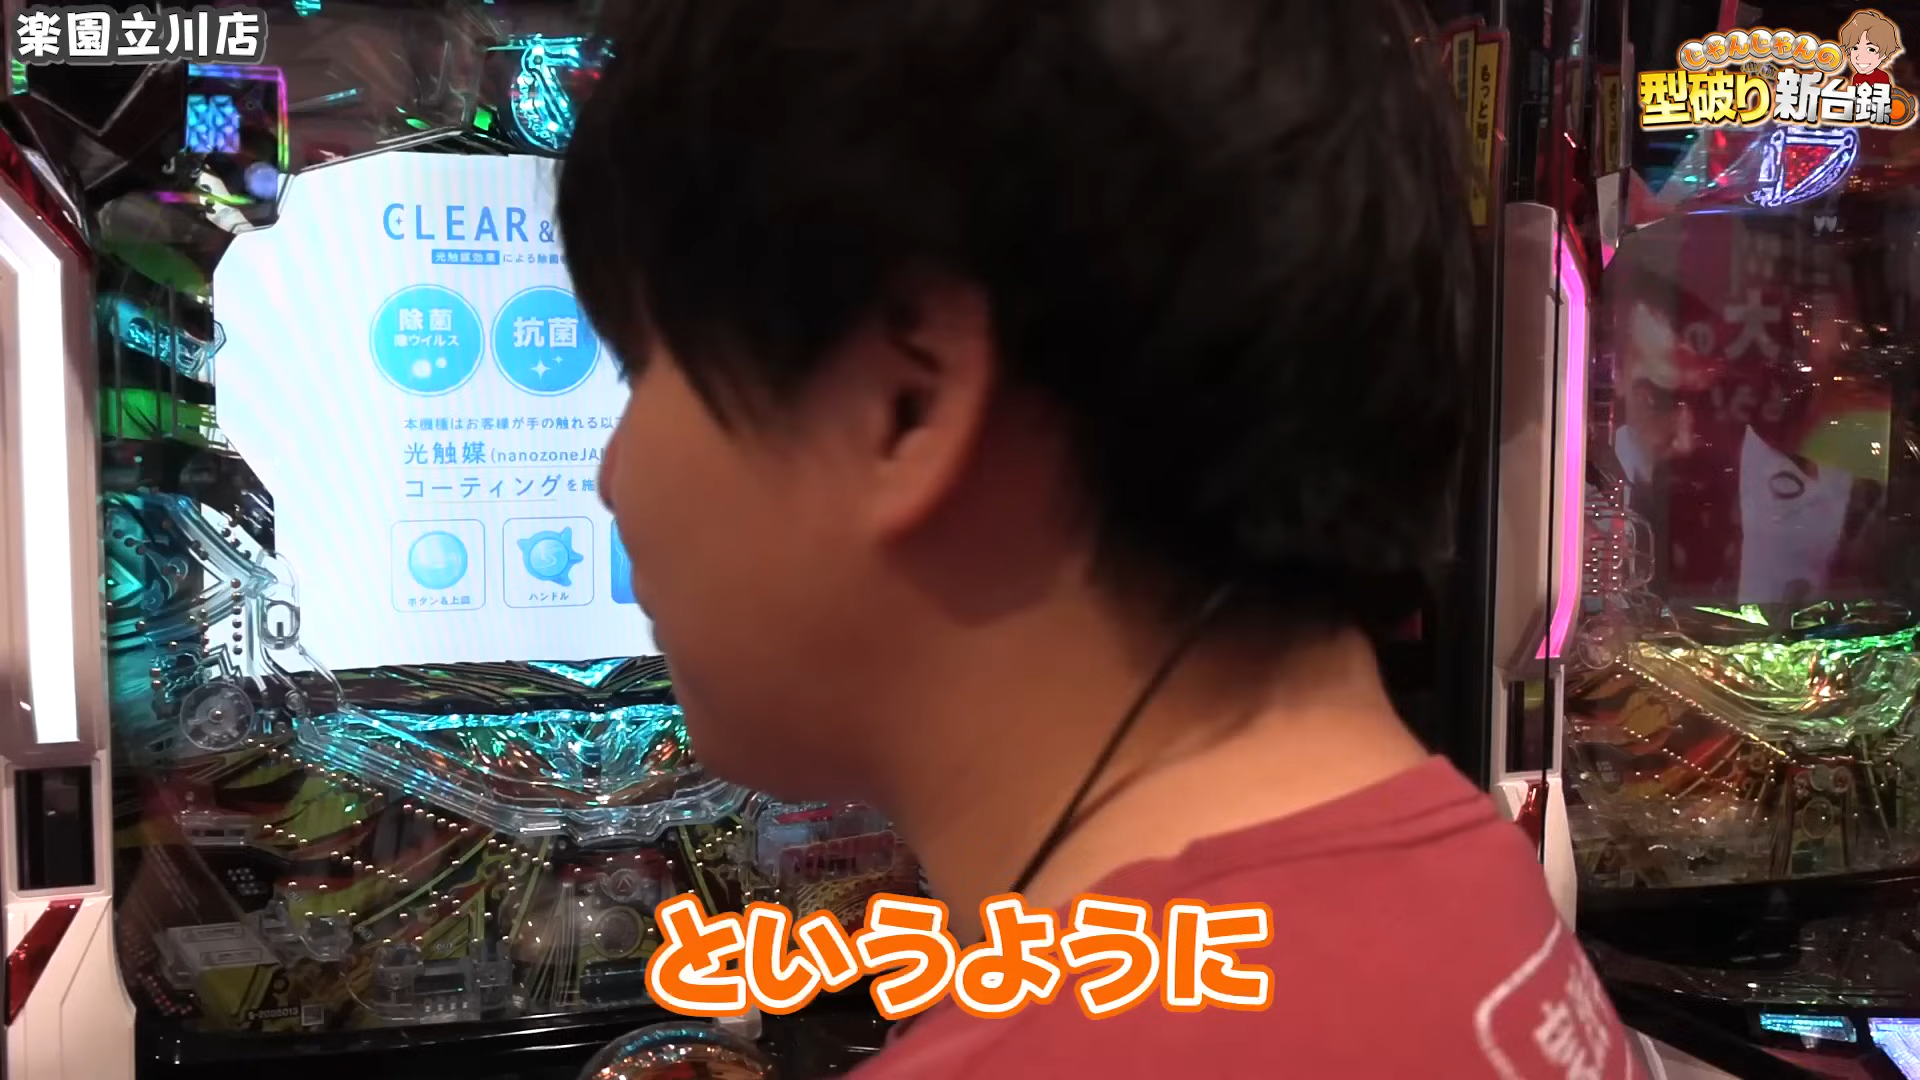 楽園立川店
じゃんじゃんの
型破り新台録
CLEAR &
光触媒効果による除菌
除菌
ウイルス
抗菌
本機種はお客様が手の触れる以
光触媒(nanozoneJA
コーティングを施
ボタン&上皿
ハンドル
というように